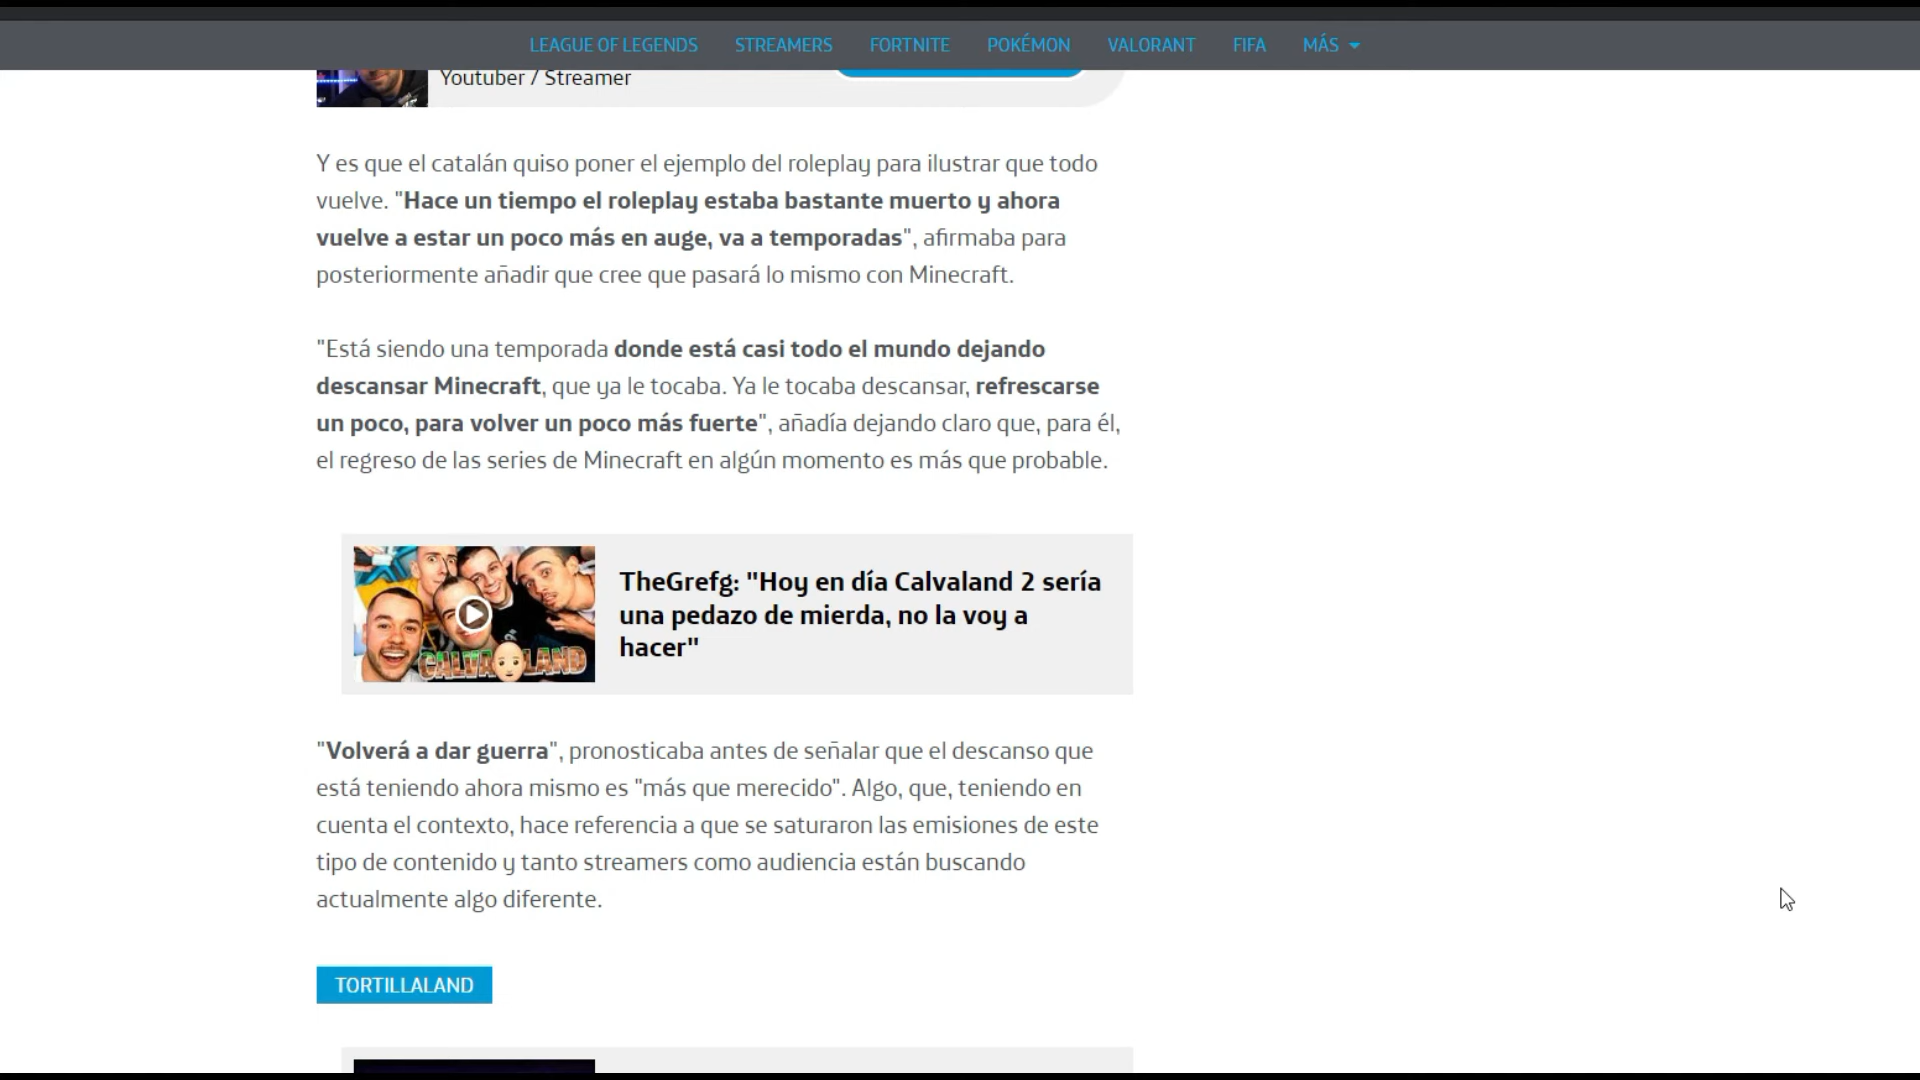 LEAGUE OF LEGENDS STREAMERS FORTNITE POKÉMON VALORANT FIFA MÁS
Youtuber / Streamer
Y es que el catalán quiso poner el ejemplo del roleplay para ilustrar que todo
vuelve. "Hace un tiempo el roleplay estaba bastante muerto y ahora
vuelve a estar un poco más en auge, va a temporadas", afirmaba para
posteriormente añadir que cree que pasará lo mismo con Minecraft.
"Está siendo una temporada donde está casi todo el mundo dejando
descansar Minecraft, que ya le tocaba. Ya le tocaba descansar, refrescarse
un poco, para volver un poco más fuerte", añadía dejando claro que, para él,
el regreso de las series de Minecraft en algún momento es más que probable.
CALVALAND
TheGrefg: "Hoy en día Calvaland 2 sería
una pedazo de mierda, no la voy a
hacer"
"Volverá a dar guerra", pronosticaba antes de señalar que el descanso que
está teniendo ahora mismo es "más que merecido". Algo, que, teniendo en
cuenta el contexto, hace referencia a que se saturaron las emisiones de este
tipo de contenido y tanto streamers como audiencia están buscando
actualmente algo diferente.
TORTILLALAND